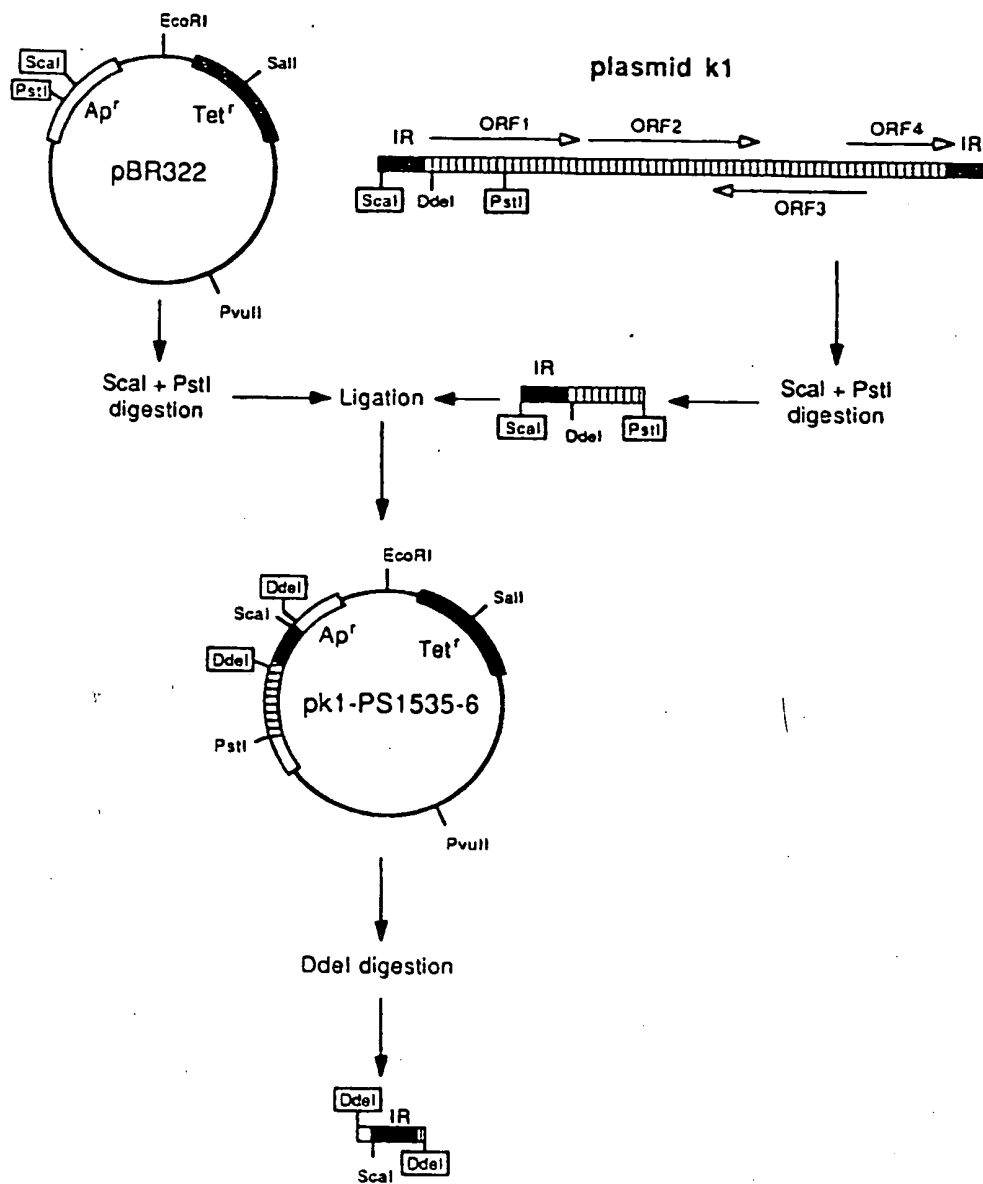 EcoRI
ScaI
PstI
SalI
Apʳ
Tetʳ
pBR322
PvuII
plasmid k1
IR
ORF1
ORF2
ORF4
IR
ScaI
DdeI
PstI
ORF3
ScaI + PstI
digestion
Ligation
IR
ScaI
DdeI
PstI
ScaI + PstI
digestion
EcoRI
DdeI
ScaI
SalI
Apʳ
Tetʳ
DdeI
pk1-PS1535-6
PstI
PvuII
DdeI digestion
DdeI
IR
ScaI
DdeI